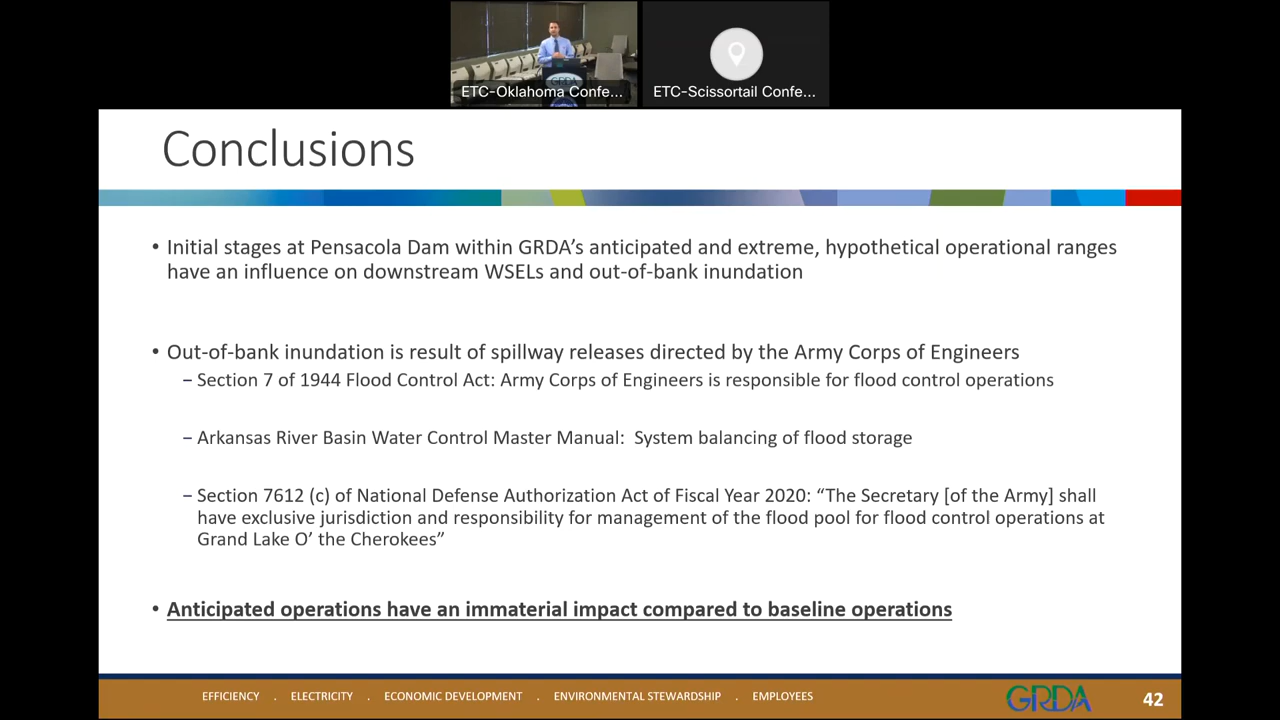 GRDA
ETC-Oklahoma Confe...
ETC-Scissortail Confe...
Conclusions
• Initial stages at Pensacola Dam within GRDA’s anticipated and extreme, hypothetical operational ranges
have an influence on downstream WSELs and out-of-bank inundation
• Out-of-bank inundation is result of spillway releases directed by the Army Corps of Engineers
– Section 7 of 1944 Flood Control Act: Army Corps of Engineers is responsible for flood control operations
– Arkansas River Basin Water Control Master Manual: System balancing of flood storage
– Section 7612 (c) of National Defense Authorization Act of Fiscal Year 2020: “The Secretary [of the Army] shall
have exclusive jurisdiction and responsibility for management of the flood pool for flood control operations at
Grand Lake O’ the Cherokees”
• Anticipated operations have an immaterial impact compared to baseline operations
EFFICIENCY . ELECTRICITY . ECONOMIC DEVELOPMENT . ENVIRONMENTAL STEWARDSHIP . EMPLOYEES
GRDA
42